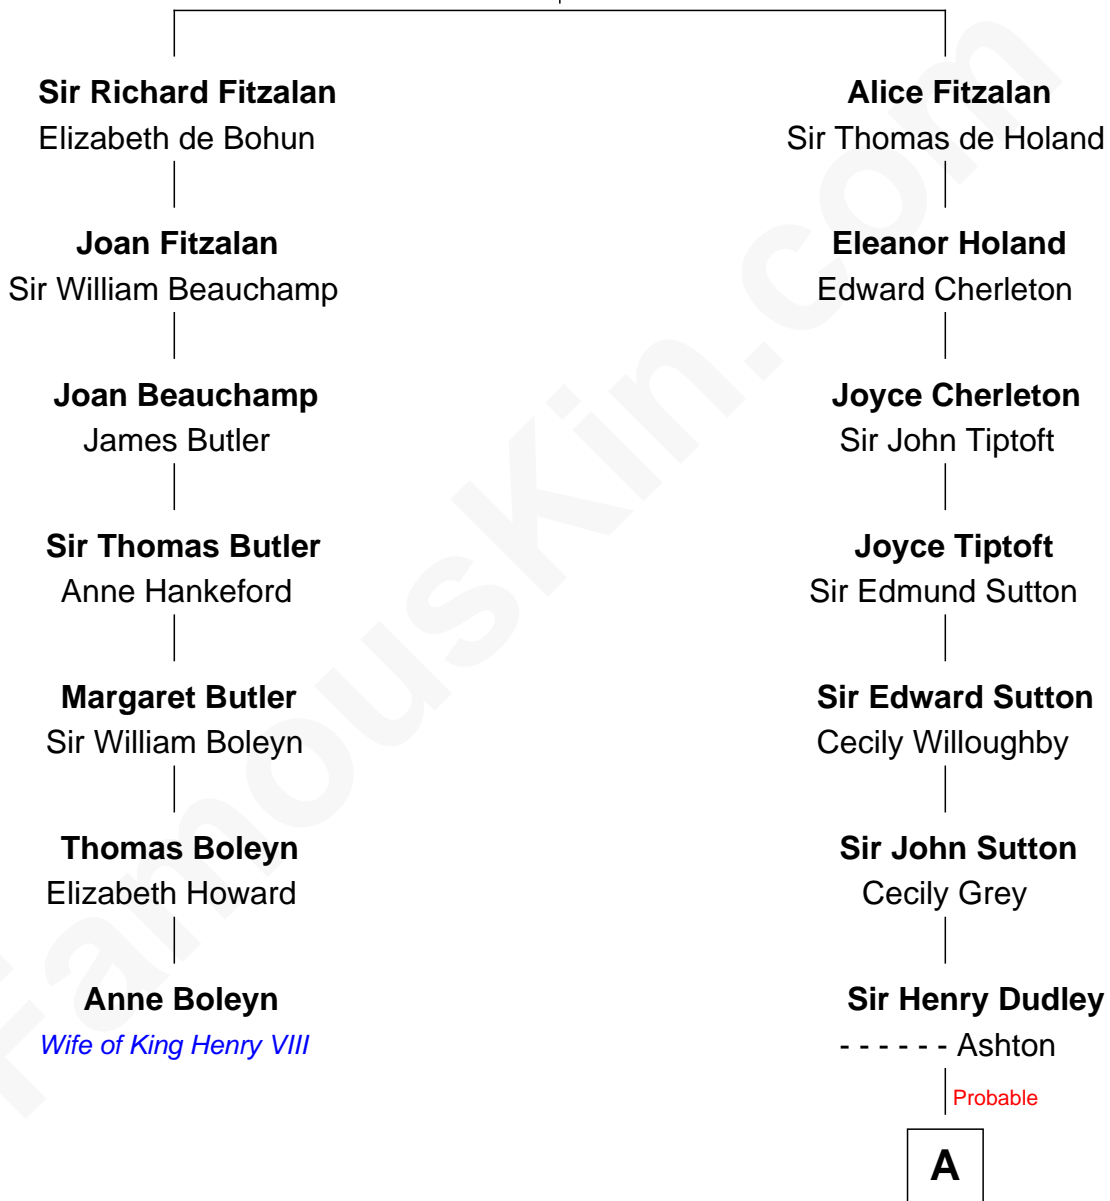 Sir Richard Fitzalan
Elizabeth de Bohun
Joan Fitzalan
Sir William Beauchamp
Joan Beauchamp
James Butler
Sir Thomas Butler
Anne Hankeford
Margaret Butler
Sir William Boleyn
Thomas Boleyn
Elizabeth Howard
Anne Boleyn
Wife of King Henry VIII
Alice Fitzalan
Sir Thomas de Holand
Eleanor Holand
Edward Cherleton
Joyce Cherleton
Sir John Tiptoft
Joyce Tiptoft
Sir Edmund Sutton
Sir Edward Sutton
Cecily Willoughby
Sir John Sutton
Cecily Grey
Sir Henry Dudley
- - - - - - Ashton
Probable
A
FamousKin.com